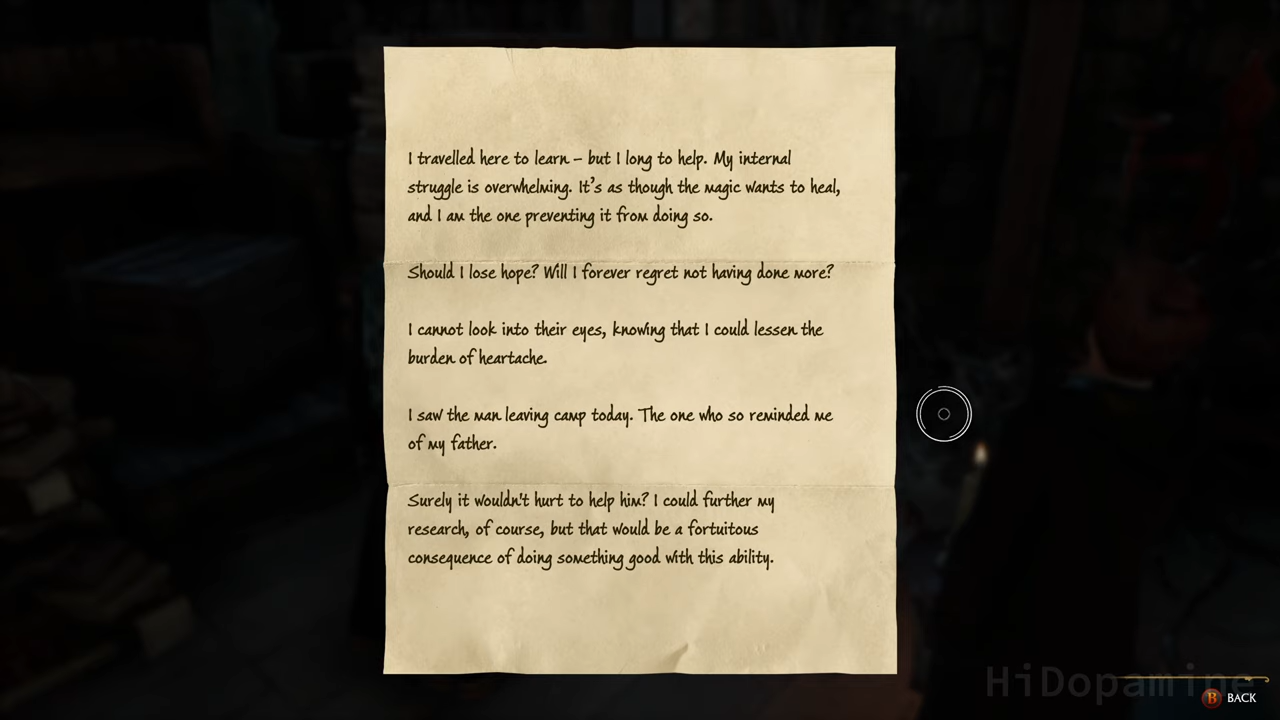 I travelled here to learn – but I long to help. My internal
struggle is overwhelming. It's as though the magic wants to heal,
and I am the one preventing it from doing so.
Should I lose hope? Will I forever regret not having done more?
I cannot look into their eyes, knowing that I could lessen the
burden of heartache.
I saw the man leaving camp today. The one who so reminded me
of my father.
Surely it wouldn't hurt to help him? I could further my
research, of course, but that would be a fortuitous
consequence of doing something good with this ability.
HiDopamine
B BACK